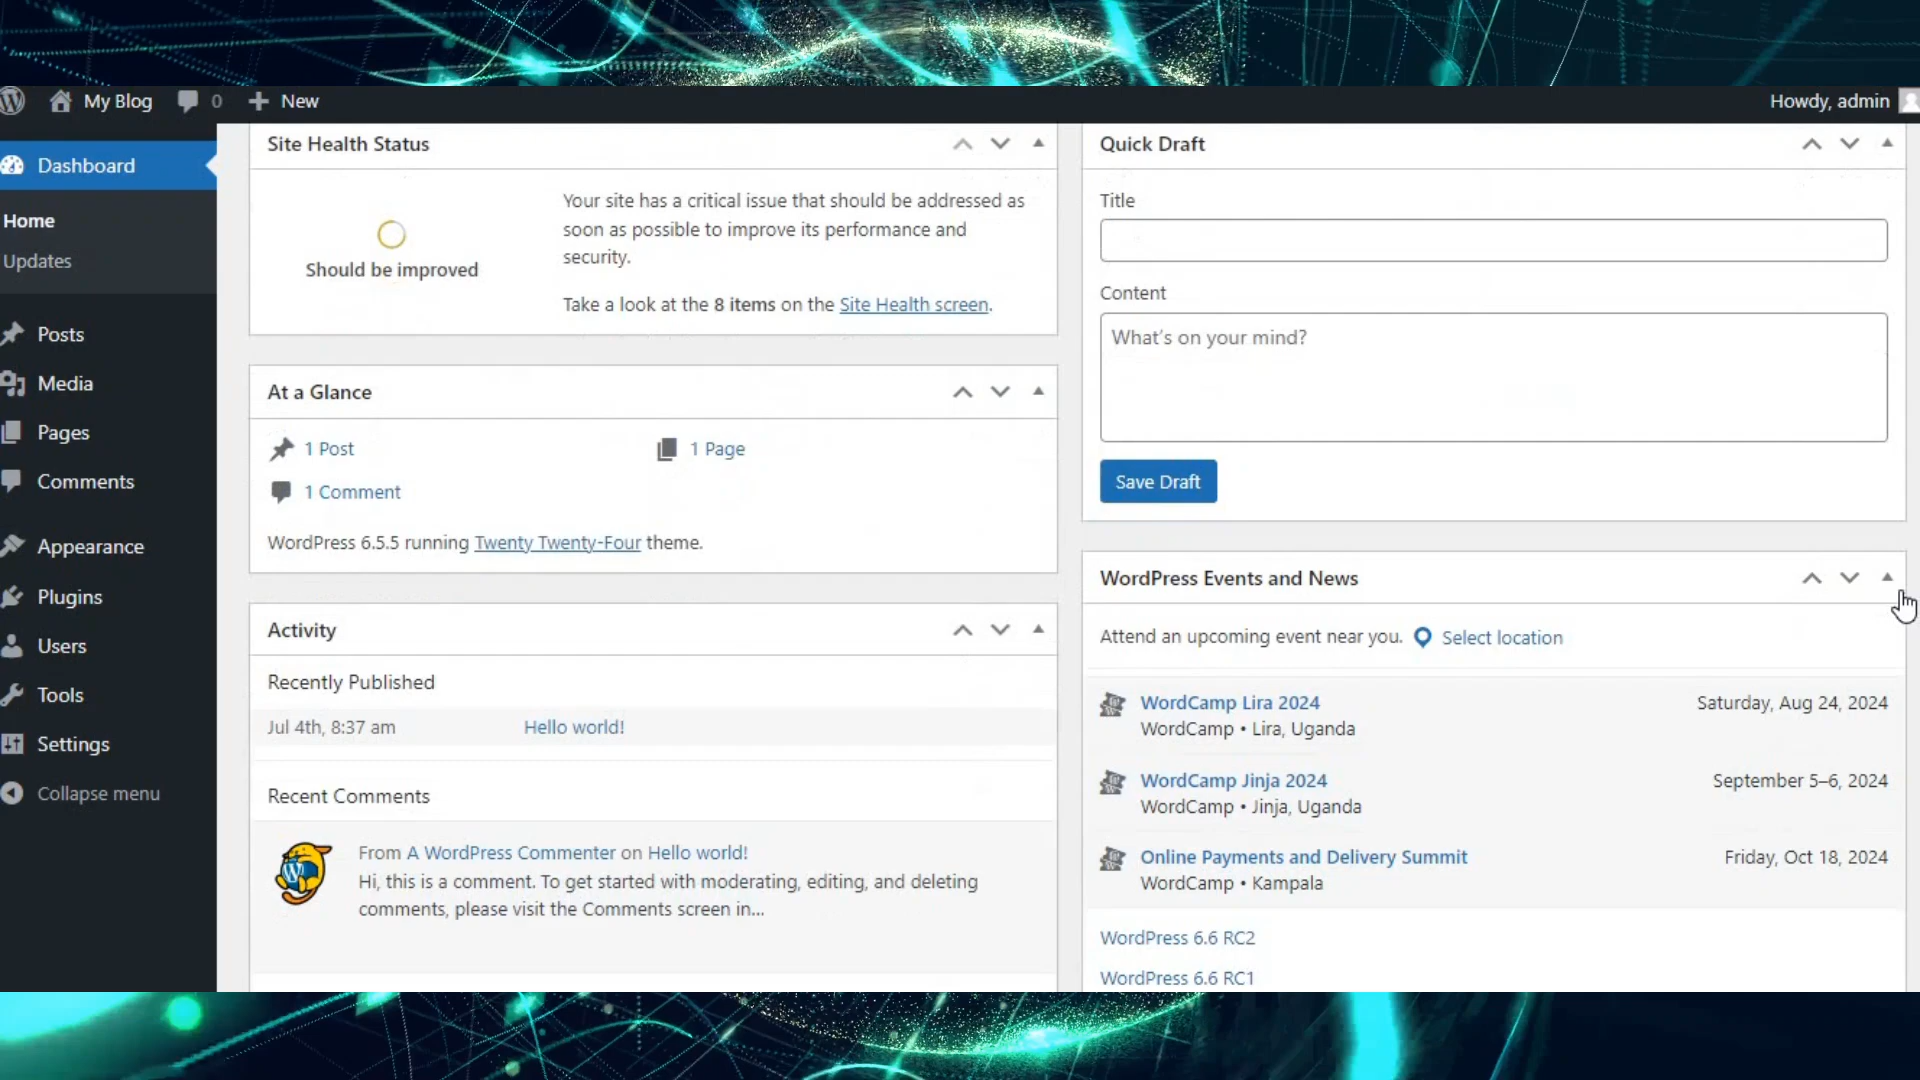 My Blog 0 New
Howdy, admin
Dashboard
Home
Updates
Posts
Media
Pages
Comments
Appearance
Plugins
Users
Tools
Settings
Collapse menu
Site Health Status
Should be improved
Your site has a critical issue that should be addressed as
soon as possible to improve its performance and
security.
Take a look at the 8 items on the Site Health screen.
At a Glance
1 Post
1 Page
1 Comment
WordPress 6.5.5 running Twenty Twenty-Four theme.
Activity
Recently Published
Jul 4th, 8:37 am Hello world!
Recent Comments
From A WordPress Commenter on Hello world!
Hi, this is a comment. To get started with moderating, editing, and deleting
comments, please visit the Comments screen in...
Quick Draft
Title
Content
What's on your mind?
Save Draft
WordPress Events and News
Attend an upcoming event near you. Select location
WordCamp Lira 2024 Saturday, Aug 24, 2024
WordCamp • Lira, Uganda
WordCamp Jinja 2024 September 5–6, 2024
WordCamp • Jinja, Uganda
Online Payments and Delivery Summit Friday, Oct 18, 2024
WordCamp • Kampala
WordPress 6.6 RC2
WordPress 6.6 RC1